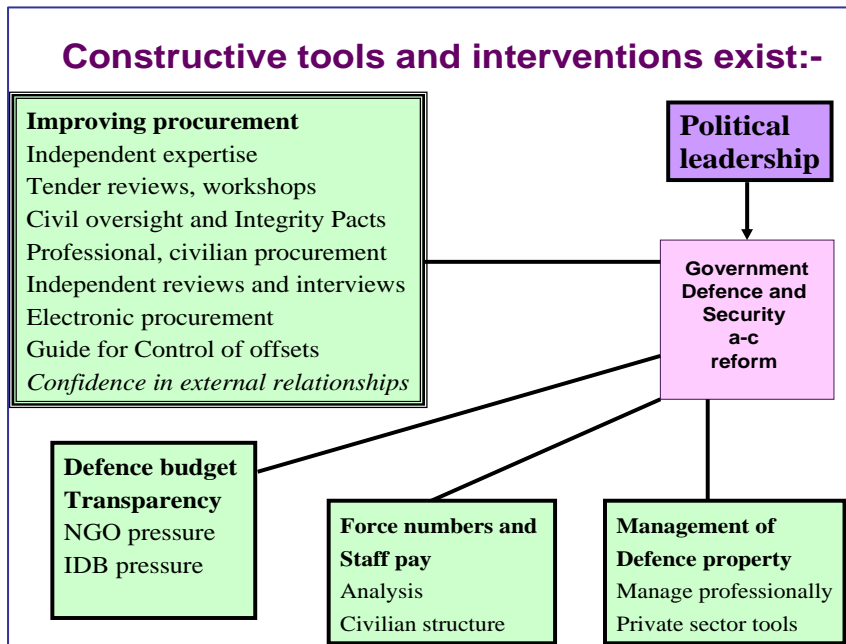 Constructive tools and interventions exist:-
Improving procurement
Independent expertise
Tender reviews, workshops
Civil oversight and Integrity Pacts
Professional, civilian procurement
Independent reviews and interviews
Electronic procurement
Guide for Control of offsets
Confidence in external relationships
Political
leadership
Government
Defence and
Security
a-c
reform
Defence budget
Transparency
NGO pressure
IDB pressure
Force numbers and
Staff pay
Analysis
Civilian structure
Management of
Defence property
Manage professionally
Private sector tools